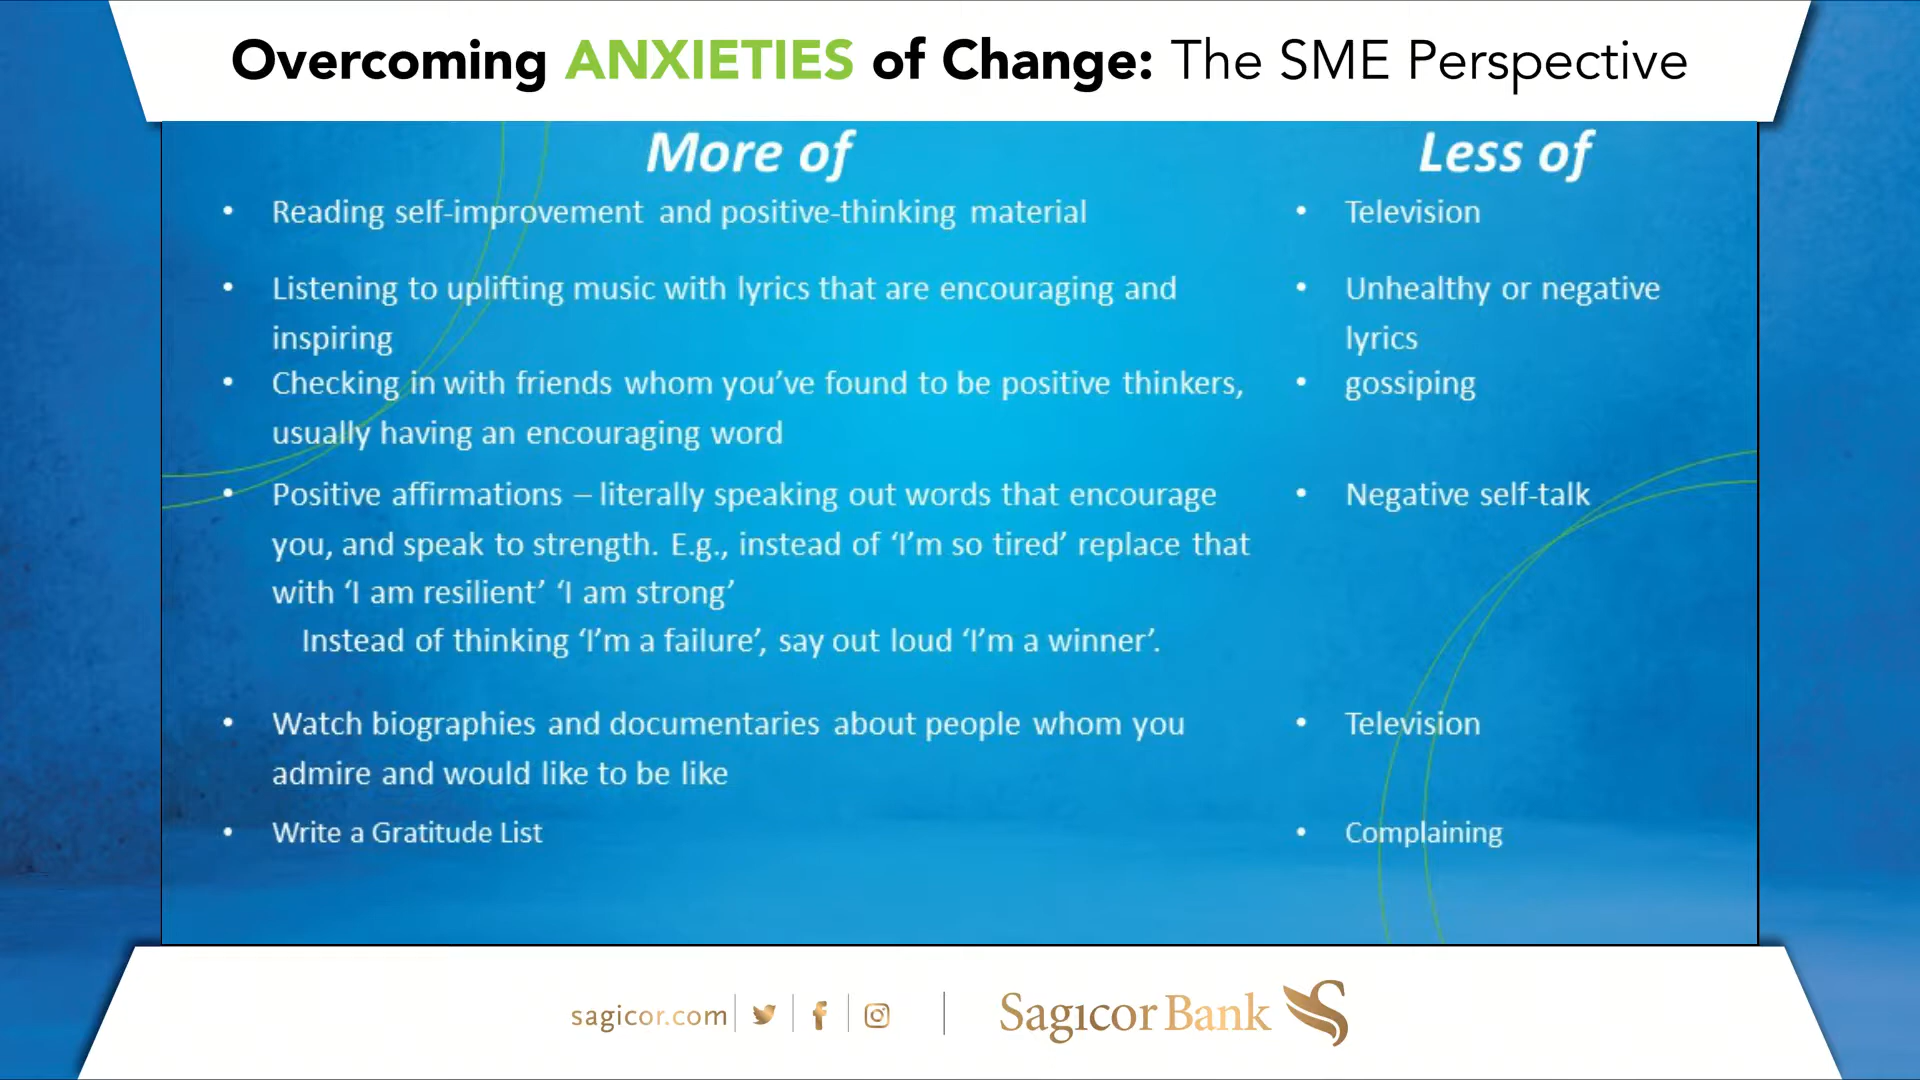 Overcoming ANXIETIES of Change: The SME Perspective
More of
• Reading self-improvement and positive-thinking material
• Listening to uplifting music with lyrics that are encouraging and
inspiring
• Checking in with friends whom you’ve found to be positive thinkers,
usually having an encouraging word
• Positive affirmations – literally speaking out words that encourage
you, and speak to strength. E.g., instead of ‘I’m so tired’ replace that
with ‘I am resilient’ ‘I am strong’
Instead of thinking ‘I’m a failure’, say out loud ‘I’m a winner’.
• Watch biographies and documentaries about people whom you
admire and would like to be like
• Write a Gratitude List
Less of
• Television
• Unhealthy or negative
lyrics
• gossiping
• Negative self-talk
• Television
• Complaining
sagicor.com
Sagicor Bank